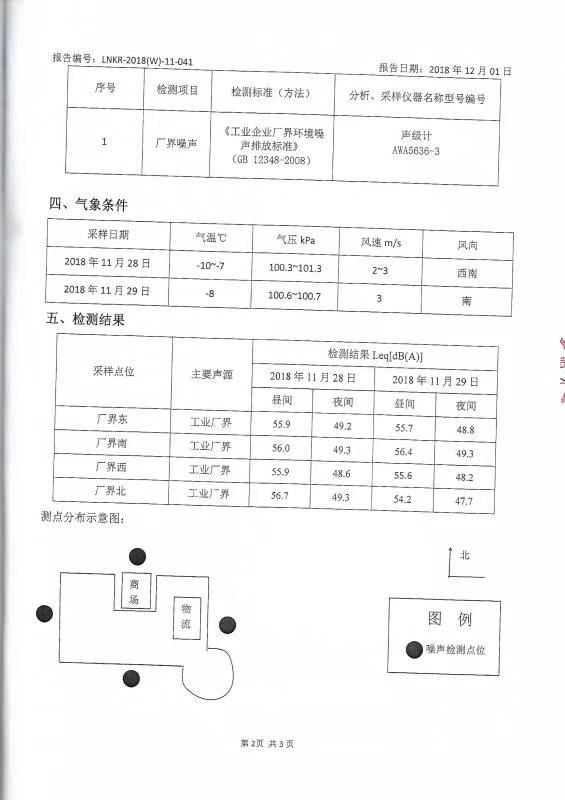 报告编号：LNKR-2018(W)-11-041
报告日期：2018 年 12 月 01 日
序号 检测项目 检测标准（方法） 分析、采样仪器名称型号编号
1 厂界噪声 《工业企业厂界环境噪
声排放标准》
（GB 12348-2008） 声级计
AWA5636-3
四、气象条件
采样日期 气温℃ 气压 kPa 风速 m/s 风向
2018 年 11 月 28 日 -10~-7 100.3~101.3 2~3 西南
2018 年 11 月 29 日 -8 100.6~100.7 3 南
五、检测结果
采样点位 主要声源 检测结果 Leq[dB(A)]
2018 年 11 月 28 日 2018 年 11 月 29 日
昼间 夜间 昼间 夜间
厂界东 工业厂界 55.9 49.2 55.7 48.8
厂界南 工业厂界 56.0 49.3 56.4 49.3
厂界西 工业厂界 55.9 48.6 55.6 48.2
厂界北 工业厂界 56.7 49.3 54.2 47.7
测点分布示意图：
北
商
场
物
流
图 例
噪声检测点位
第 2页 共 3 页